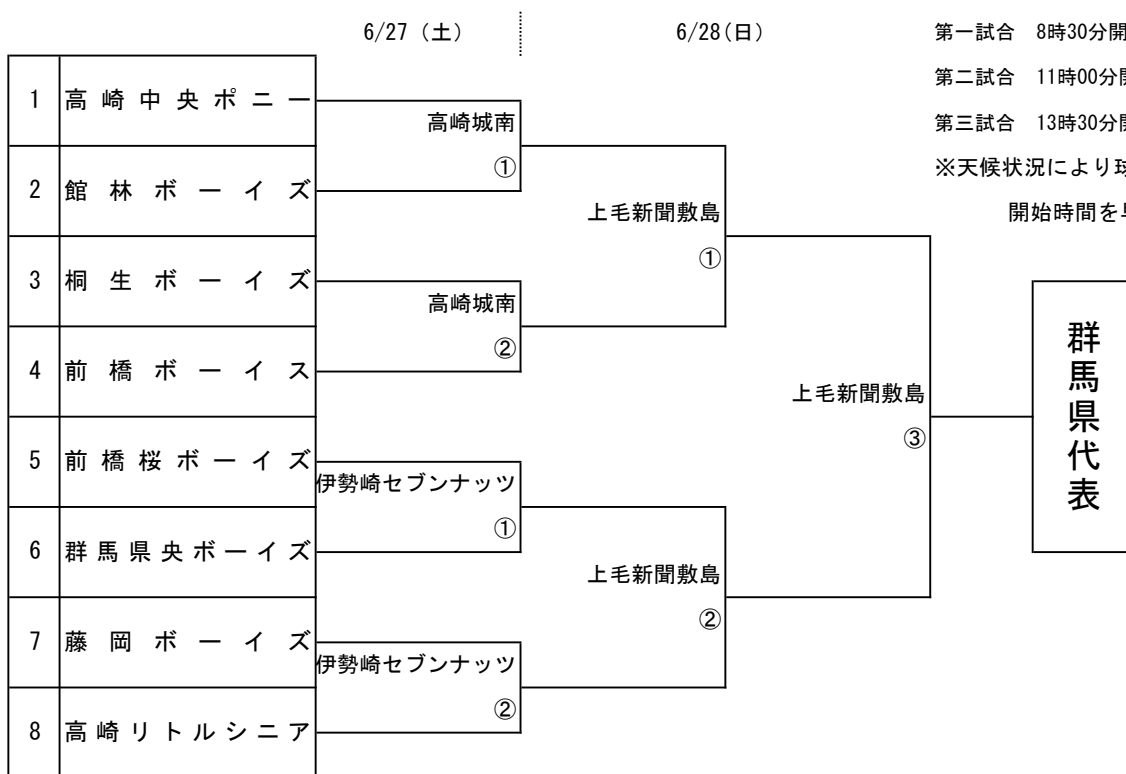 6/27 (土)
6/28(日)
第一試合 8時30分開
第二試合 11時00分
第三試合 13時30分
※天候状況により球
開始時間を
1 高崎中央ポニー
2 館林ボーイズ
3 桐生ボーイズ
4 前橋ボーイス
5 前橋桜ボーイズ
6 群馬県央ボーイズ
7 藤岡ボーイズ
8 高崎リトルシニア
高崎城南
①
高崎城南
②
伊勢崎セブンナッツ
①
伊勢崎セブンナッツ
②
上毛新聞敷島
①
上毛新聞敷島
②
上毛新聞敷島
③
群馬県代表